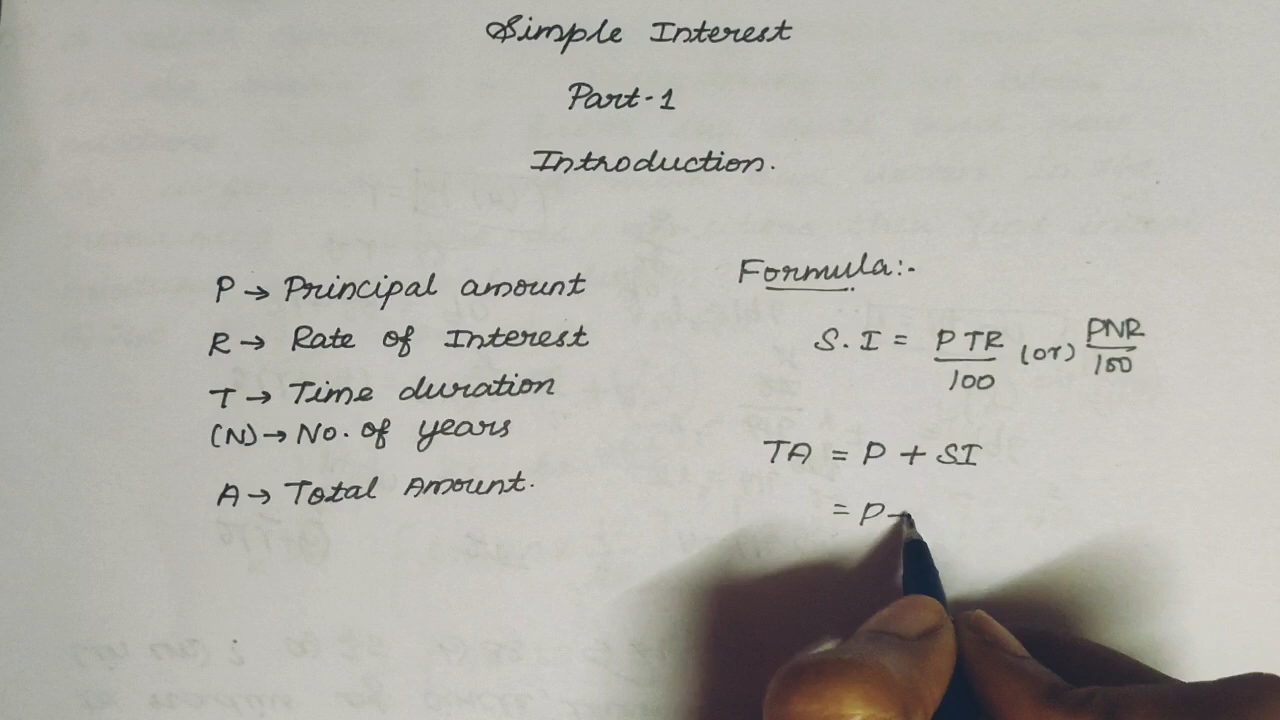 Simple Interest
Part-1
Introduction.
P → Principal amount
R → Rate of Interest
T → Time duration
(N) → No. of years
A → Total Amount.
Formula:-
S.I = PTR/100 (or) PNR/100
TA = P + SI
= P +